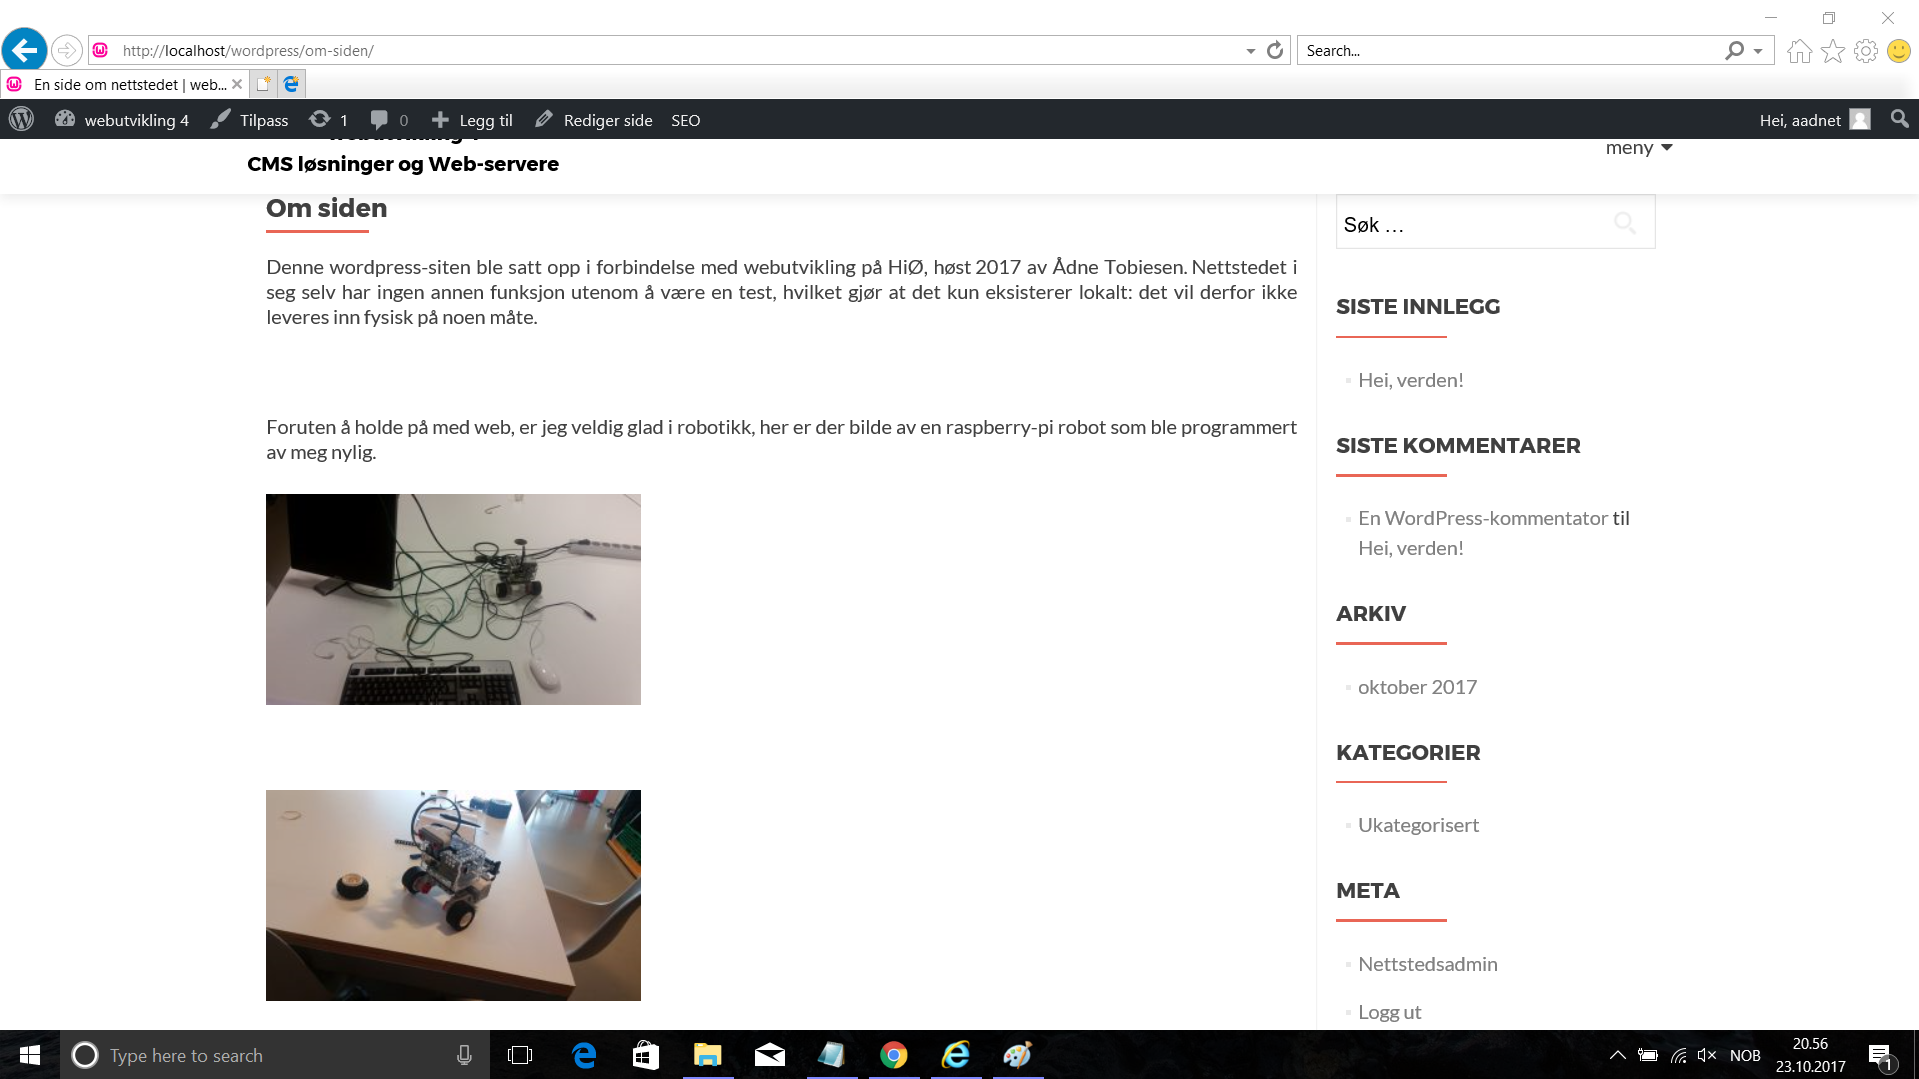 http://localhost/wordpress/om-siden/
Search...
En side om nettstedet | web...
webutvikling 4
Tilpass
1
0
Legg til
Rediger side
SEO
Hei, aadnet
CMS løsninger og Web-servere
meny
Om siden
Denne wordpress-siten ble satt opp i forbindelse med webutvikling på HiØ, høst 2017 av Ådne Tobiesen. Nettstedet i
seg selv har ingen annen funksjon utenom å være en test, hvilket gjør at det kun eksisterer lokalt: det vil derfor ikke
leveres inn fysisk på noen måte.
Foruten å holde på med web, er jeg veldig glad i robotikk, her er der bilde av en raspberry-pi robot som ble programmert
av meg nylig.
Søk …
SISTE INNLEGG
Hei, verden!
SISTE KOMMENTARER
En WordPress-kommentator til
Hei, verden!
ARKIV
oktober 2017
KATEGORIER
Ukategorisert
META
Nettstedsadmin
Logg ut
Type here to search
NOB
20.56
23.10.2017
1